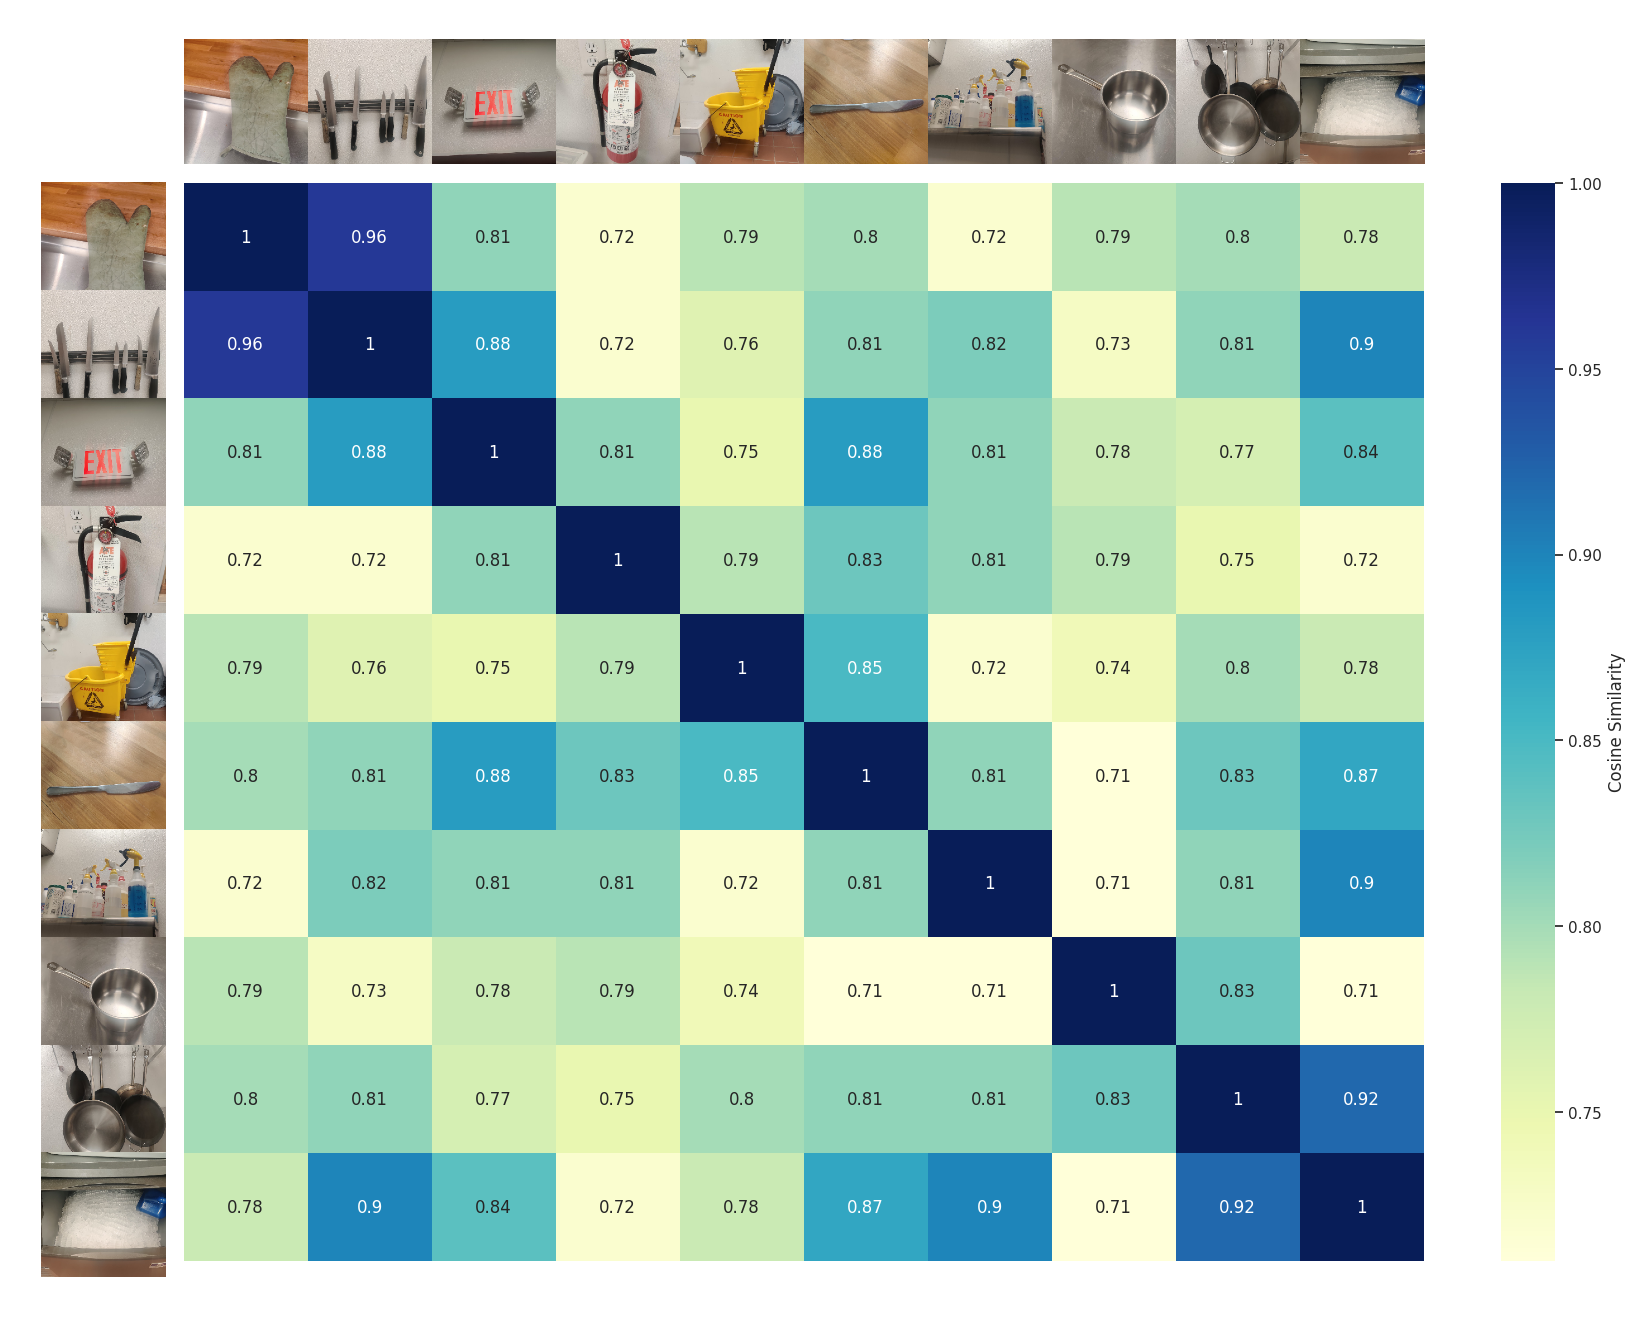 EXIT
CAUTION
1 0.96 0.81 0.72 0.79 0.8 0.72 0.79 0.8 0.78
1.00
0.96 1 0.88 0.72 0.76 0.81 0.82 0.73 0.81 0.9
0.95
EXIT
0.81 0.88 1 0.81 0.75 0.88 0.81 0.78 0.77 0.84
0.72 0.72 0.81 1 0.79 0.83 0.81 0.79 0.75 0.72
0.90
CAUTION
0.79 0.76 0.75 0.79 1 0.85 0.72 0.74 0.8 0.78
Cosine Similarity
0.85
0.8 0.81 0.88 0.83 0.85 1 0.81 0.71 0.83 0.87
0.72 0.82 0.81 0.81 0.72 0.81 1 0.71 0.81 0.9
0.80
0.79 0.73 0.78 0.79 0.74 0.71 0.71 1 0.83 0.71
0.8 0.81 0.77 0.75 0.8 0.81 0.81 0.83 1 0.92
0.75
0.78 0.9 0.84 0.72 0.78 0.87 0.9 0.71 0.92 1